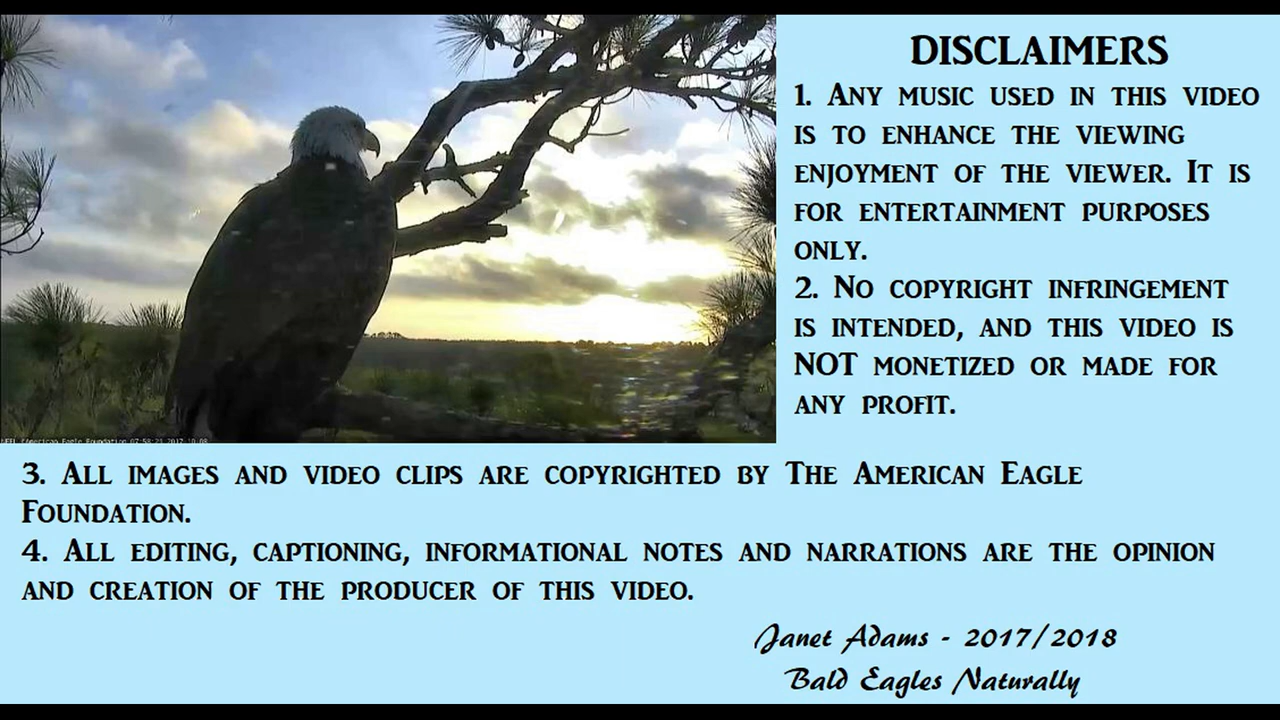 DISCLAIMERS
1. Any music used in this video
is to enhance the viewing
enjoyment of the viewer. It is
for entertainment purposes
only.
2. No copyright infringement
is intended, and this video is
NOT monetized or made for
any profit.
3. All images and video clips are copyrighted by The American Eagle
Foundation.
4. All editing, captioning, informational notes and narrations are the opinion
and creation of the producer of this video.
Janet Adams - 2017/2018
Bald Eagles Naturally